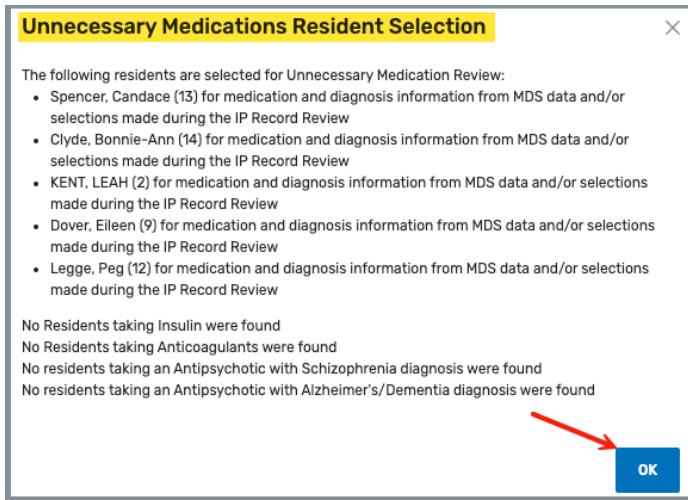 Unnecessary Medications Resident Selection
The following residents are selected for Unnecessary Medication Review:
• Spencer, Candace (13) for medication and diagnosis information from MDS data and/or
selections made during the IP Record Review
• Clyde, Bonnie-Ann (14) for medication and diagnosis information from MDS data and/or
selections made during the IP Record Review
• KENT, LEAH (2) for medication and diagnosis information from MDS data and/or selections
made during the IP Record Review
• Dover, Eileen (9) for medication and diagnosis information from MDS data and/or selections
made during the IP Record Review
• Legge, Peg (12) for medication and diagnosis information from MDS data and/or selections
made during the IP Record Review
No Residents taking Insulin were found
No Residents taking Anticoagulants were found
No residents taking an Antipsychotic with Schizophrenia diagnosis were found
No residents taking an Antipsychotic with Alzheimer's/Dementia diagnosis were found
OK